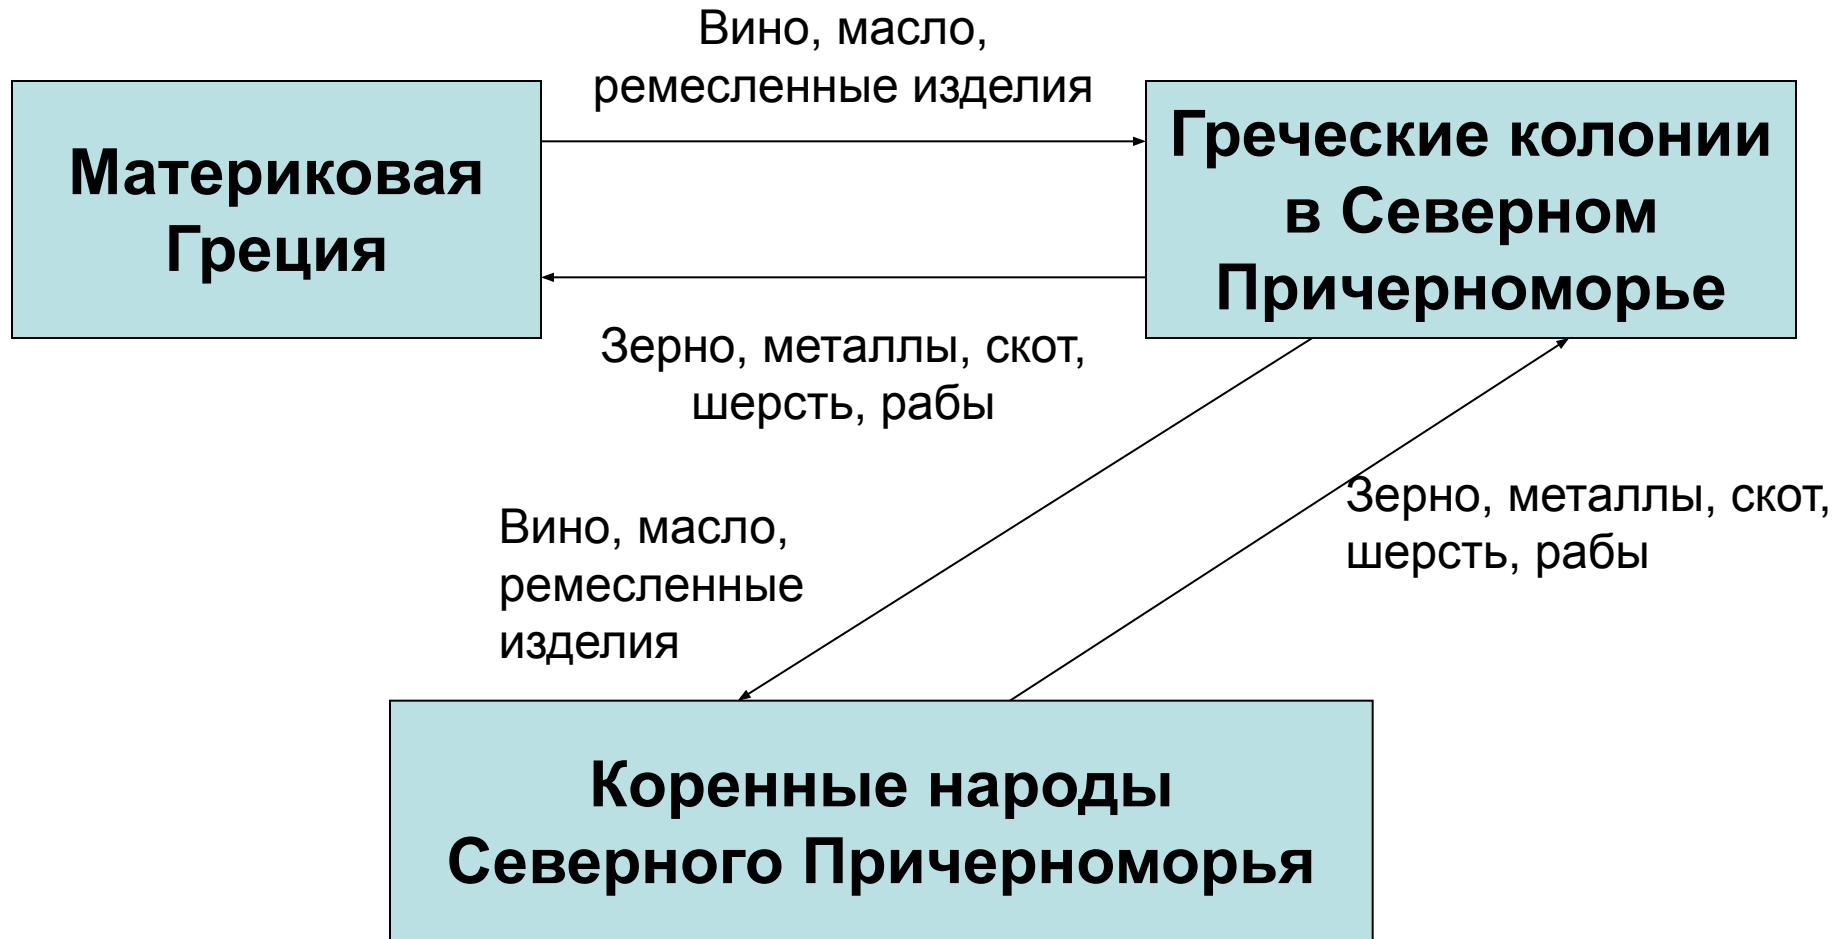 Вино, масло,
ремесленные изделия
Материковая
Греция
Греческие колонии
в Северном
Причерноморье
Зерно, металлы, скот,
шерсть, рабы
Вино, масло,
ремесленные
изделия
Зерно, металлы, скот,
шерсть, рабы
Коренные народы
Северного Причерноморья